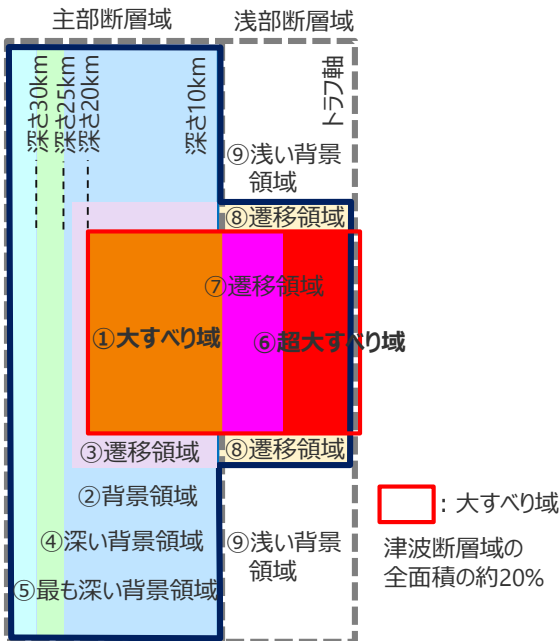 主部断層域
浅部断層域
深さ30km
深さ25km
深さ20km
深さ10km
トラフ軸
⑨浅い背景
領域
⑧遷移領域
⑦遷移領域
①大すべり域
⑥超大すべり域
③遷移領域
⑧遷移領域
②背景領域
④深い背景領域
⑤最も深い背景領域
⑨浅い背景
領域
：大すべり域
津波断層域の
全面積の約20%